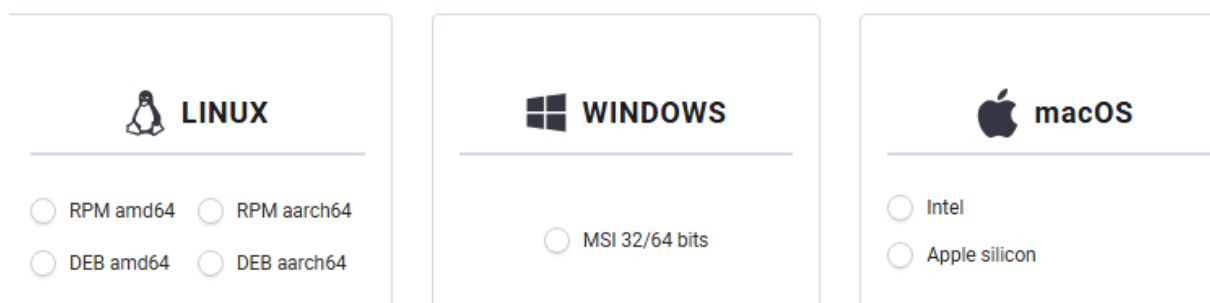 LINUX
RPM amd64
RPM aarch64
DEB amd64
DEB aarch64
WINDOWS
MSI 32/64 bits
macOS
Intel
Apple silicon